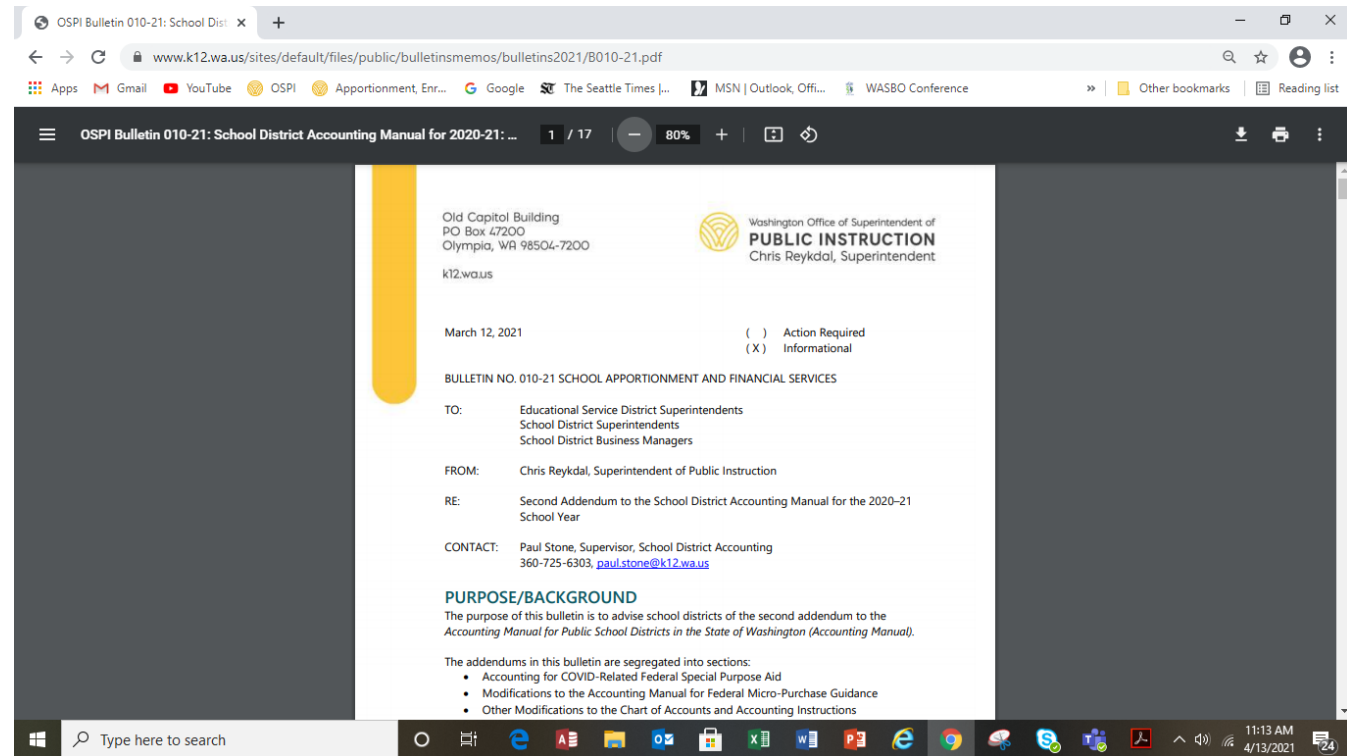 OSPI Bulletin 010-21: School Dist
www.k12.wa.us/sites/default/files/public/bulletinsmemos/bulletins2021/B010-21.pdf
Apps Gmail YouTube OSPI Apportionment, Enr... Google The Seattle Times |... MSN | Outlook, Offi... WASBO Conference » Other bookmarks Reading list
OSPI Bulletin 010-21: School District Accounting Manual for 2020-21: ... 1 / 17 80%
Old Capitol Building
PO Box 47200
Olympia, WA 98504-7200
k12.wa.us
Washington Office of Superintendent of
PUBLIC INSTRUCTION
Chris Reykdal, Superintendent
March 12, 2021
( ) Action Required
( X ) Informational
BULLETIN NO. 010-21 SCHOOL APPORTIONMENT AND FINANCIAL SERVICES
TO: Educational Service District Superintendents
School District Superintendents
School District Business Managers
FROM: Chris Reykdal, Superintendent of Public Instruction
RE: Second Addendum to the School District Accounting Manual for the 2020–21
School Year
CONTACT: Paul Stone, Supervisor, School District Accounting
360-725-6303, paul.stone@k12.wa.us
PURPOSE/BACKGROUND
The purpose of this bulletin is to advise school districts of the second addendum to the
Accounting Manual for Public School Districts in the State of Washington (Accounting Manual).
The addendums in this bulletin are segregated into sections:
• Accounting for COVID-Related Federal Special Purpose Aid
• Modifications to the Accounting Manual for Federal Micro-Purchase Guidance
• Other Modifications to the Chart of Accounts and Accounting Instructions
Type here to search
11:13 AM
4/13/2021
24